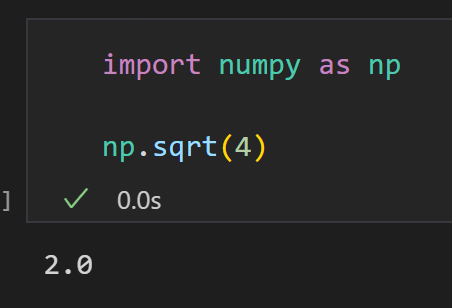 import numpy as np
np.sqrt(4)
] ✓ 0.0s
2.0